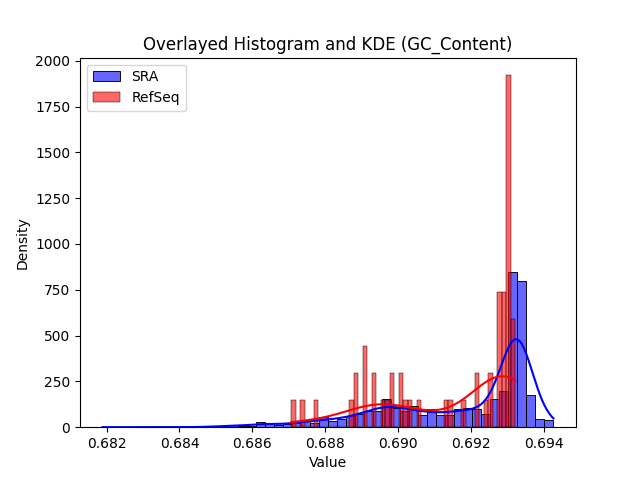 Overlayed Histogram and KDE (GC_Content)
SRA
RefSeq
2000
1750
1500
1250
1000
750
500
250
0
Density
0.682 0.684 0.686 0.688 0.690 0.692 0.694
Value